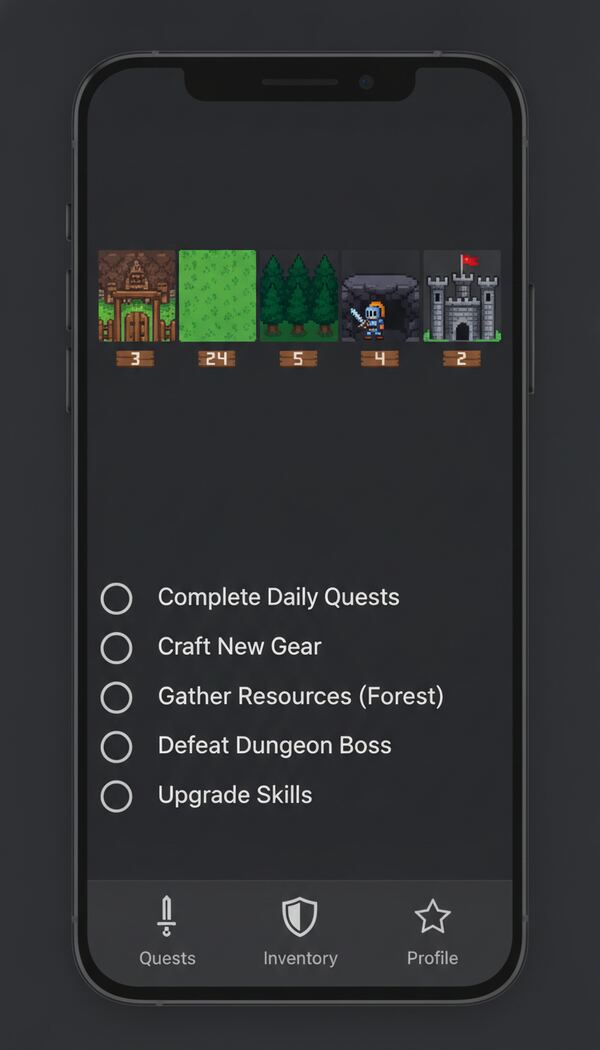 3 24 5 4 2
Complete Daily Quests
Craft New Gear
Gather Resources (Forest)
Defeat Dungeon Boss
Upgrade Skills
Quests Inventory Profile